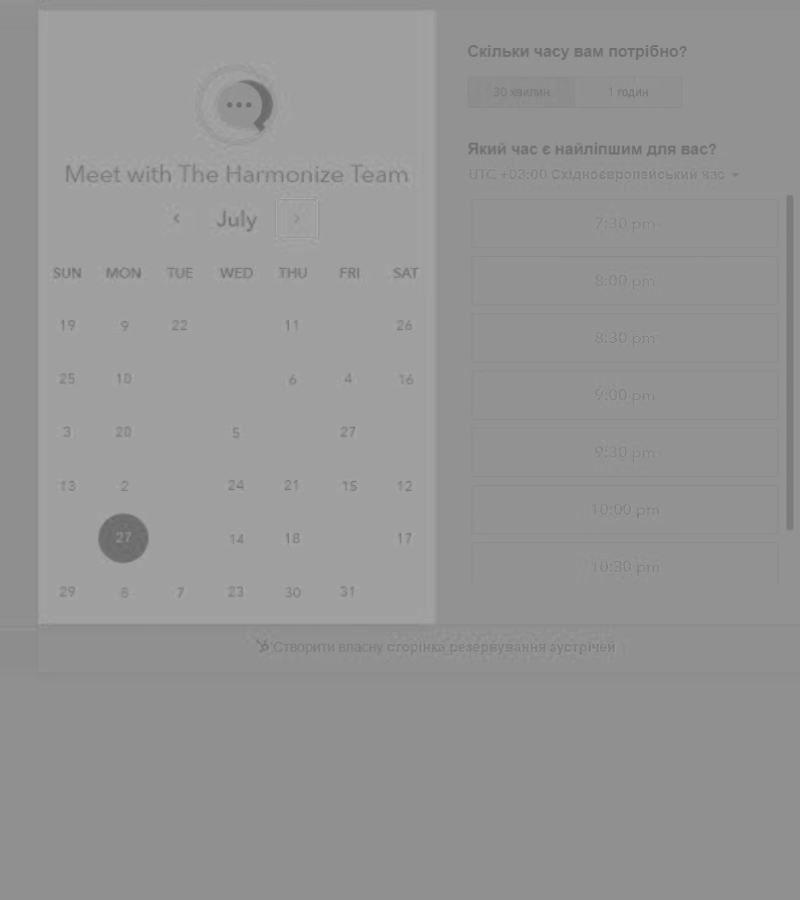 Meet with The Harmonize Team
July
SUN MON TUE WED THU FRI SAT
19 9 22 11 26
25 10 6 4 16
3 20 5 27
13 2 24 21 15 12
27 14 18 17
29 8 7 23 30 31
Скільки часу вам потрібно?
30 хвилин 1 годин
Який час є найліпшим для вас?
UTC +03:00 Східноєвропейський час
7:30 pm
8:00 pm
8:30 pm
9:00 pm
9:30 pm
10:00 pm
10:30 pm
Створити власну сторінка резервування зустрічей